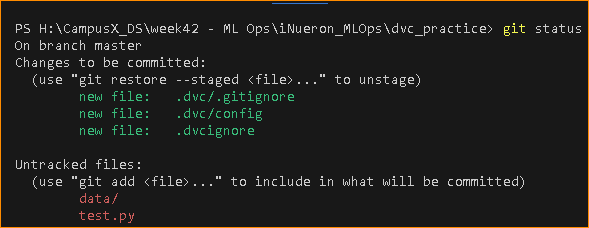 PS H:\CampusX_DS\week42 - ML Ops\iNueron_MLOps\dvc_practice> git status
On branch master
Changes to be committed:
  (use "git restore --staged <file>..." to unstage)
        new file:   .dvc/.gitignore
        new file:   .dvc/config
        new file:   .dvcignore

Untracked files:
  (use "git add <file>..." to include in what will be committed)
        data/
        test.py